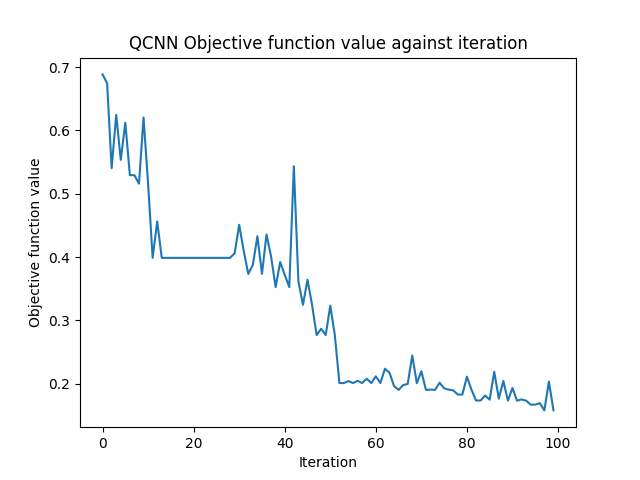 QCNN Objective function value against iteration
0.7
0.6
0.5
0.4
0.3
0.2
Objective function value
0 20 40 60 80 100
Iteration